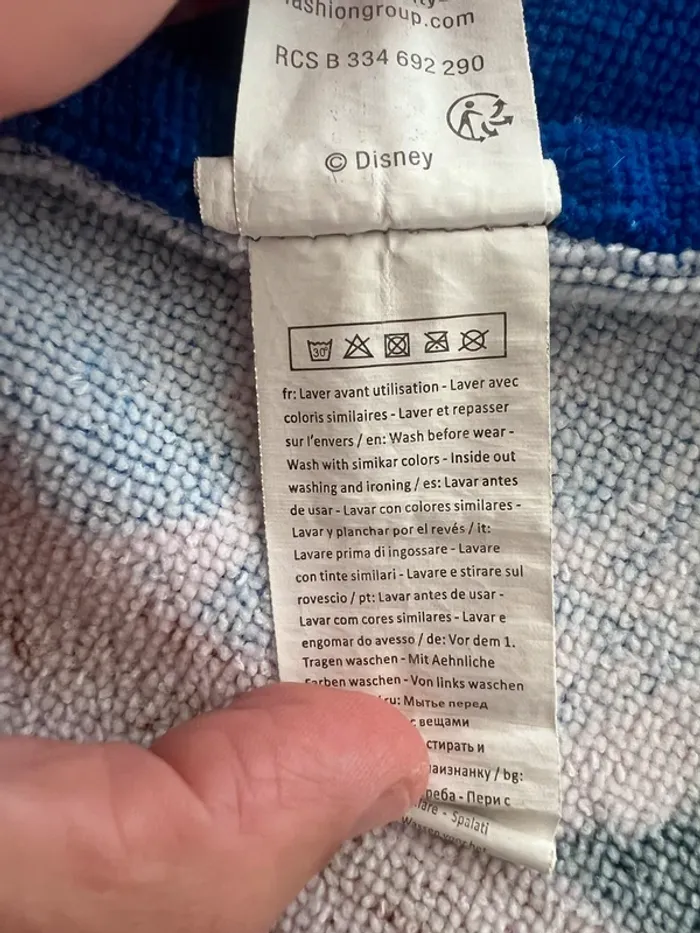 fashiongroup.com
RCS B 334 692 290
© Disney
30°
fr: Laver avant utilisation - Laver avec
coloris similaires - Laver et repasser
sur l'envers / en: Wash before wear -
Wash with simikar colors - Inside out
washing and ironing / es: Lavar antes
de usar - Lavar con colores similares -
Lavar y planchar por el revés / it:
Lavare prima di ingossare - Lavare
con tinte similari - Lavare e stirare sul
rovescio / pt: Lavar antes de usar -
Lavar com cores similares - Lavar e
engomar do avesso / de: Vor dem 1.
Tragen waschen - Mit Aehnliche
Farben waschen - Von links waschen
/ru: Мытье перед
с вещами
стирать и
/ bg:
- Пери с
- Spalati